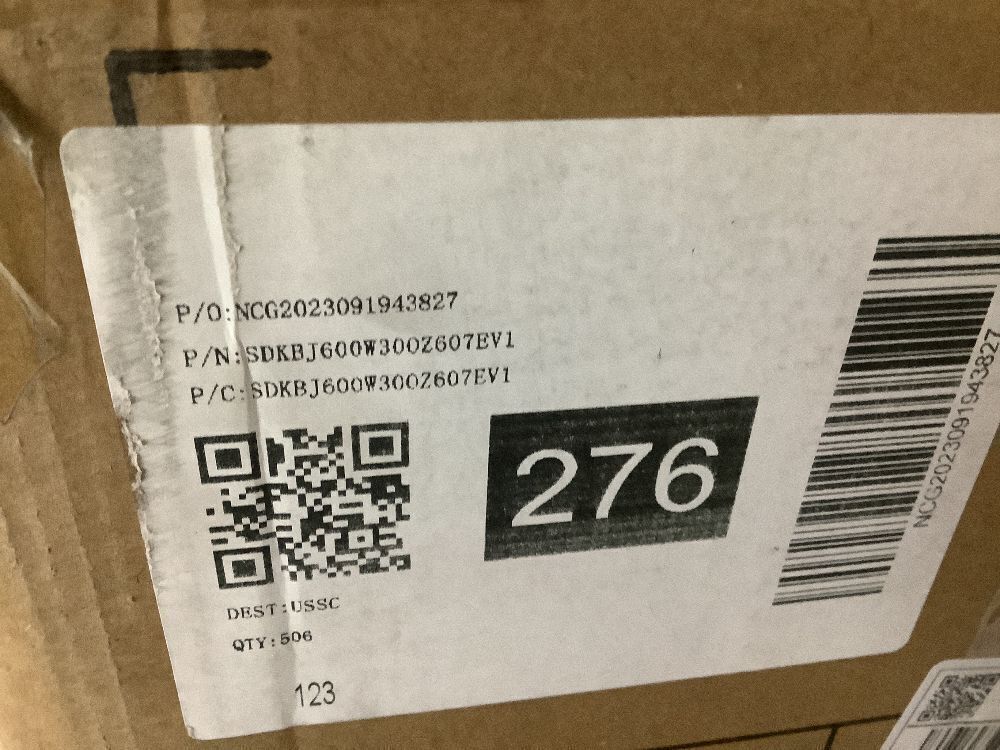 P/O:NCG2023091943827
P/N:SDKBJ600W300Z607EV1
P/C:SDKBJ600W300Z607EV1
276
NCG2023091943827
DEST:USSC
QTY:506
123